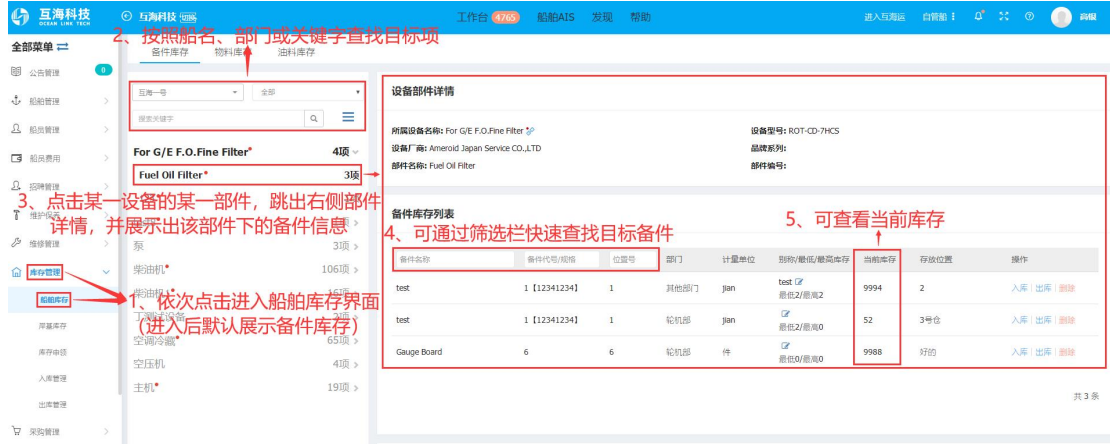 互海科技
OCEAN LINK TECH
互海科技 切换
工作台 4765 船舶AIS 发现 帮助
进入互海运 自管船
高银
全部菜单
2、按照船名、部门或关键字查找目标项
备件库存 物料库存 油料库存
公告管理 0
船舶管理
船员管理
船员费用
招聘管理
维护保养
维修管理
库存管理
船舶库存
岸基库存
库存申领
入库管理
出库管理
采购管理
互海一号 全部
搜索关键字
For G/E F.O.Fine Filter* 4项
Fuel Oil Filter* 3项
3、点击某一设备的某一部件，跳出右侧部件
详情，并展示出该部件下的备件信息
泵 3项
柴油机* 106项
1、依次点击进入船舶库存界面
（进入后默认展示备件库存）
空调冷藏* 65项
空压机 4项
主机* 19项
设备部件详情
所属设备名称: For G/E F.O.Fine Filter 设备型号: ROT-CD-7HCS
设备厂商: Ameroid Japan Service CO.,LTD 品牌系列:
部件名称: Fuel Oil Filter 部件编号:
备件库存列表
5、可查看当前库存
4、可通过筛选栏快速查找目标备件
备件名称 备件代号/规格 位置号 部门 计量单位 别称/最低/最高库存 当前库存 存放位置 操作
test 1【12341234】 1 其他部门 jian test 最低2/最高2 9994 2 入库 | 出库 | 删除
test 1【12341234】 1 轮机部 jian 最低2/最高0 52 3号仓 入库 | 出库 | 删除
Gauge Board 6 6 轮机部 件 最低0/最高0 9988 好的 入库 | 出库 | 删除
共 3 条